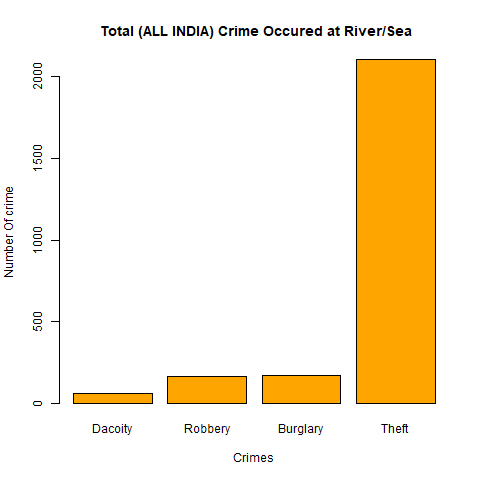 Total (ALL INDIA) Crime Occured at River/Sea
Number Of crime
2000
1500
1000
500
0
Dacoity Robbery Burglary Theft
Crimes